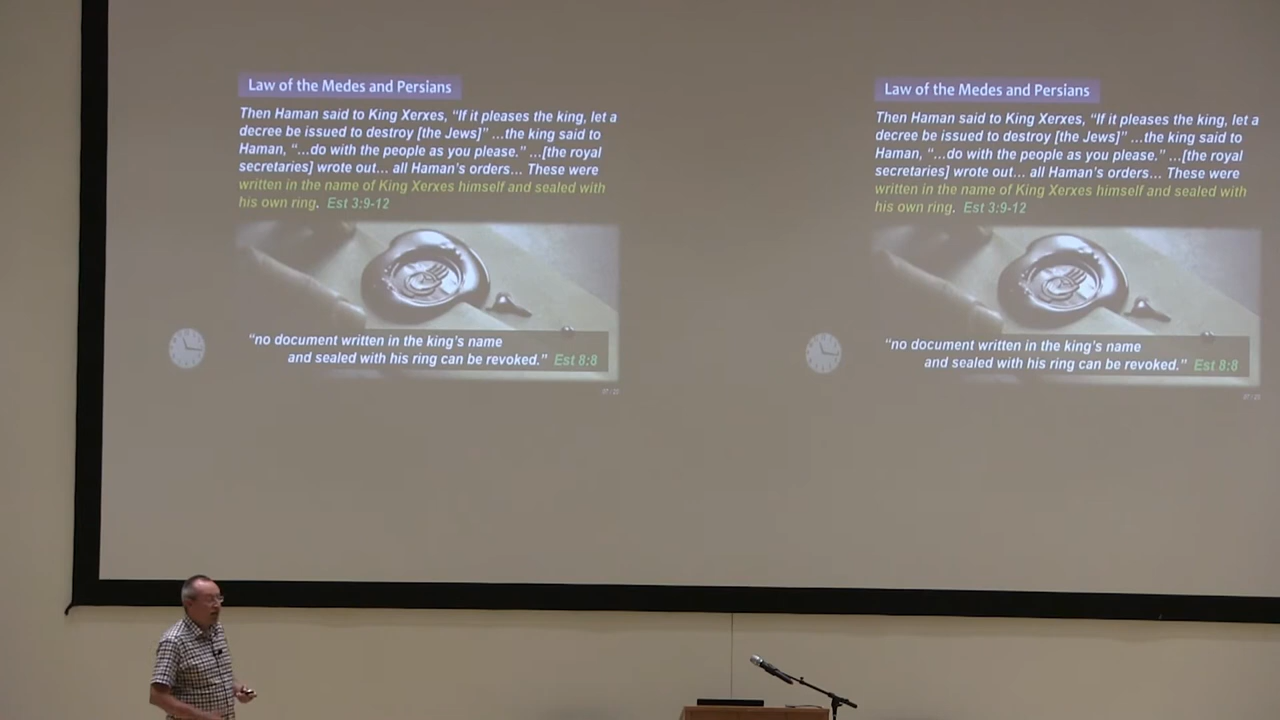 Law of the Medes and Persians
Then Haman said to King Xerxes, “If it pleases the king, let a
decree be issued to destroy [the Jews]” …the king said to
Haman, “…do with the people as you please.” …[the royal
secretaries] wrote out… all Haman’s orders… These were
written in the name of King Xerxes himself and sealed with
his own ring. Est 3:9-12
“no document written in the king’s name
and sealed with his ring can be revoked.” Est 8:8
Law of the Medes and Persians
Then Haman said to King Xerxes, “If it pleases the king, let a
decree be issued to destroy [the Jews]” …the king said to
Haman, “…do with the people as you please.” …[the royal
secretaries] wrote out… all Haman’s orders… These were
written in the name of King Xerxes himself and sealed with
his own ring. Est 3:9-12
“no document written in the king’s name
and sealed with his ring can be revoked.” Est 8:8